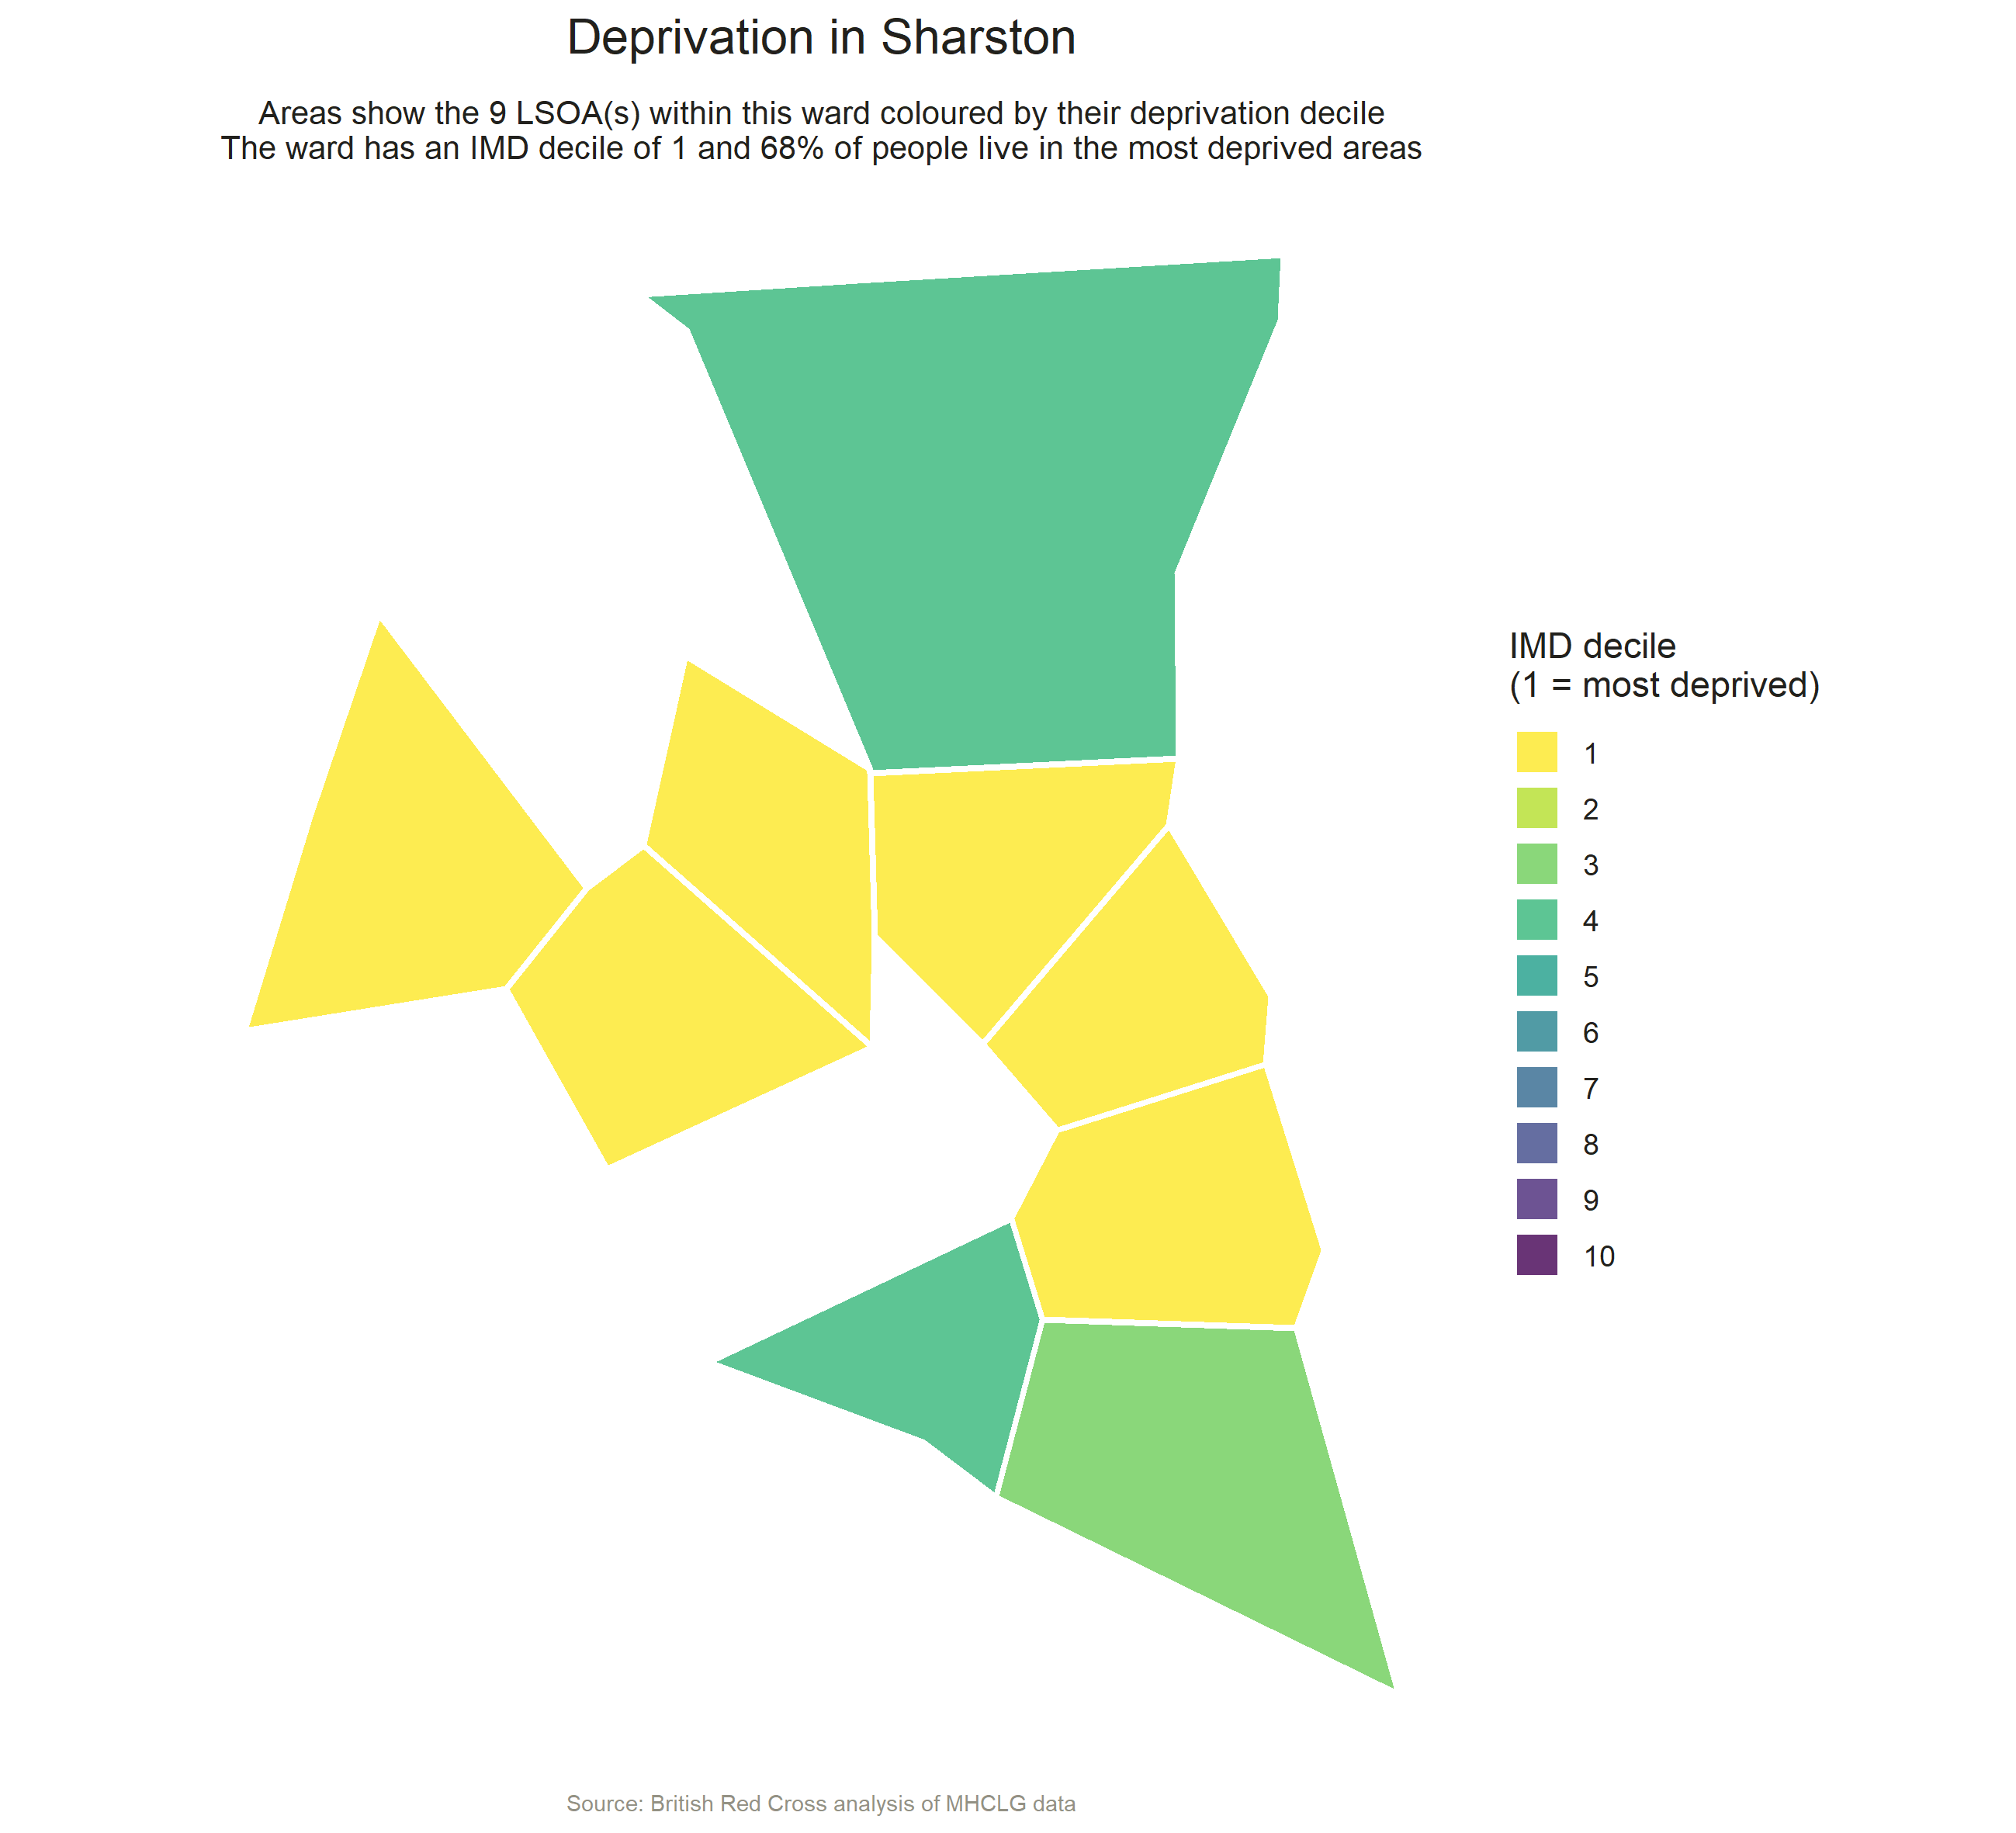 Deprivation in Sharston
Areas show the 9 LSOA(s) within this ward coloured by their deprivation decile
The ward has an IMD decile of 1 and 68% of people live in the most deprived areas
IMD decile
(1 = most deprived)
1
2
3
4
5
6
7
8
9
10
Source: British Red Cross analysis of MHCLG data